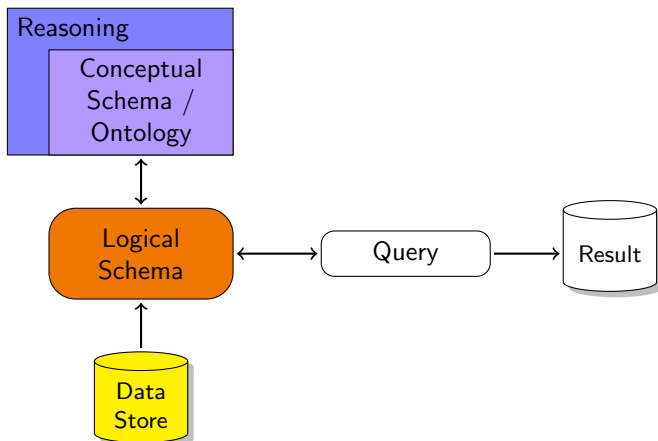 Reasoning
Conceptual
Schema /
Ontology
Logical
Schema
Query
Result
Data
Store